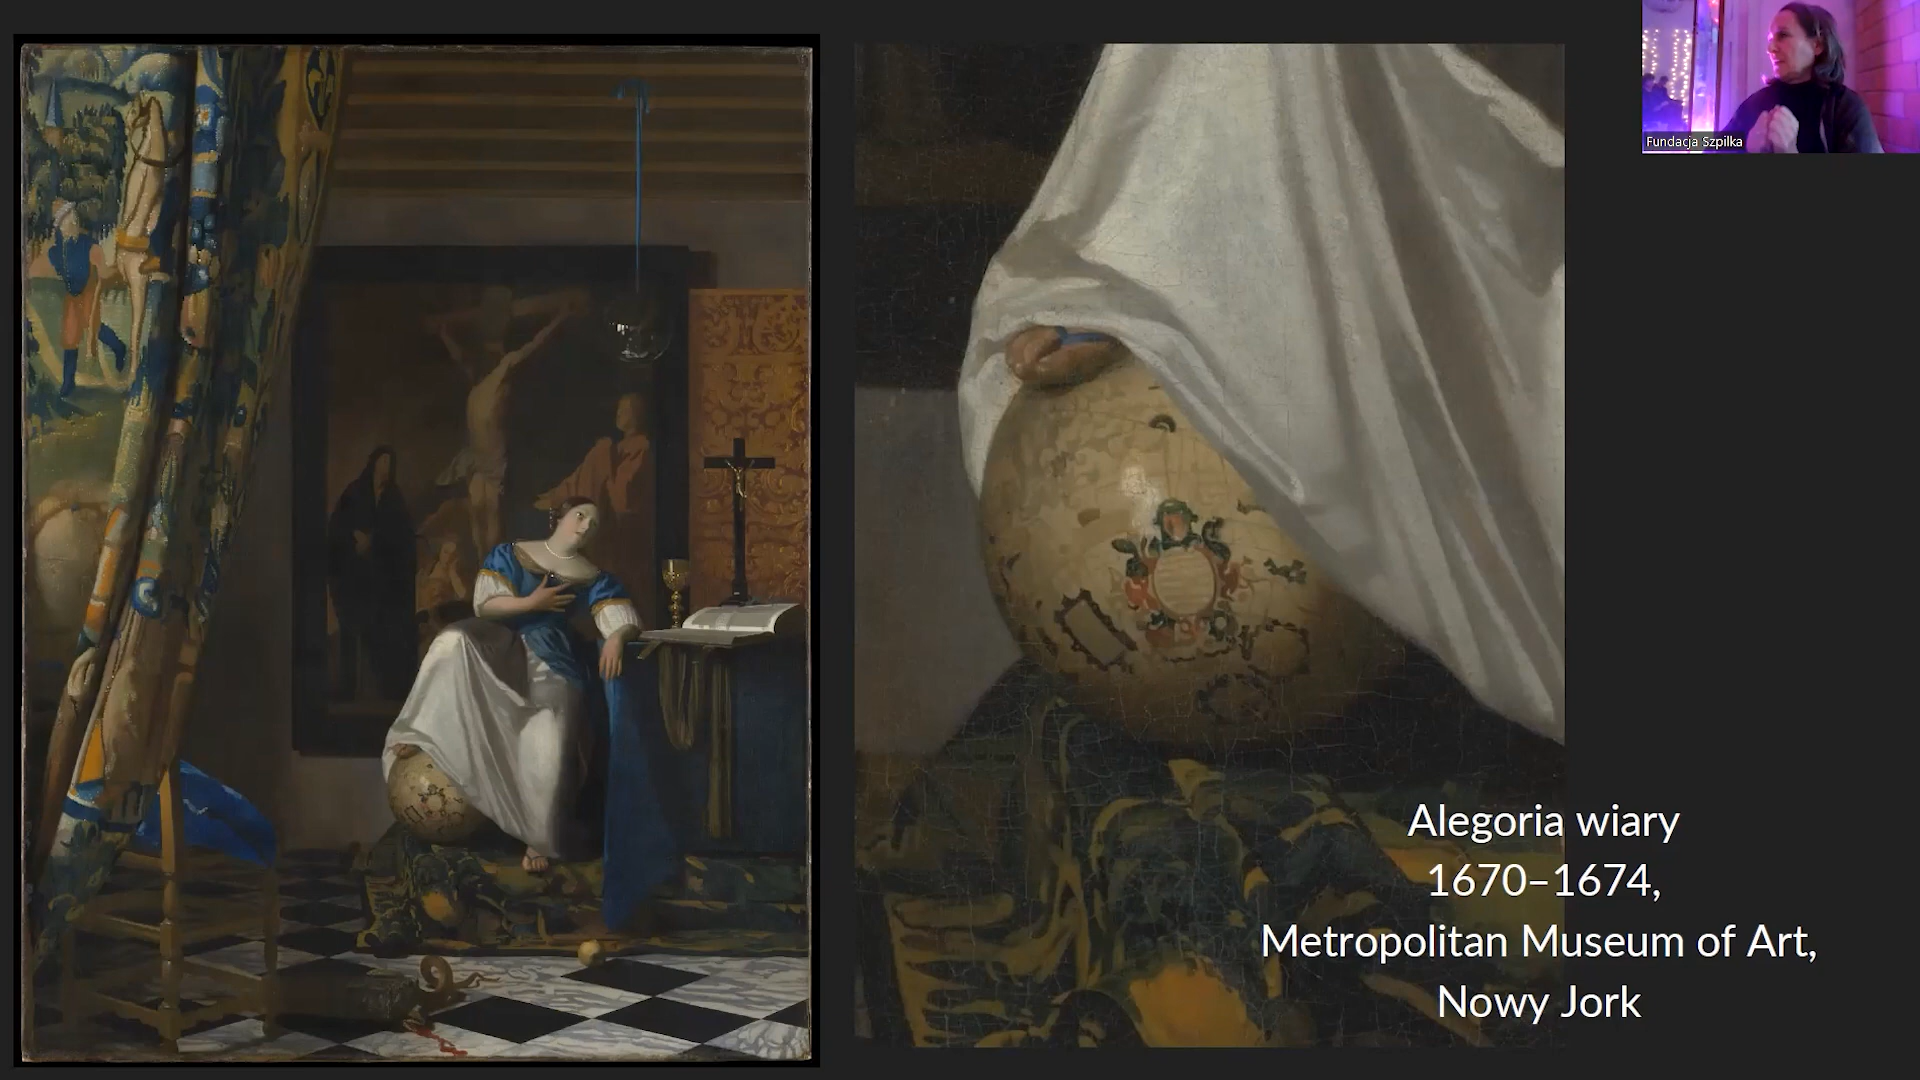 Fundacja Szpilka
Alegoria wiary
1670–1674,
Metropolitan Museum of Art,
Nowy Jork